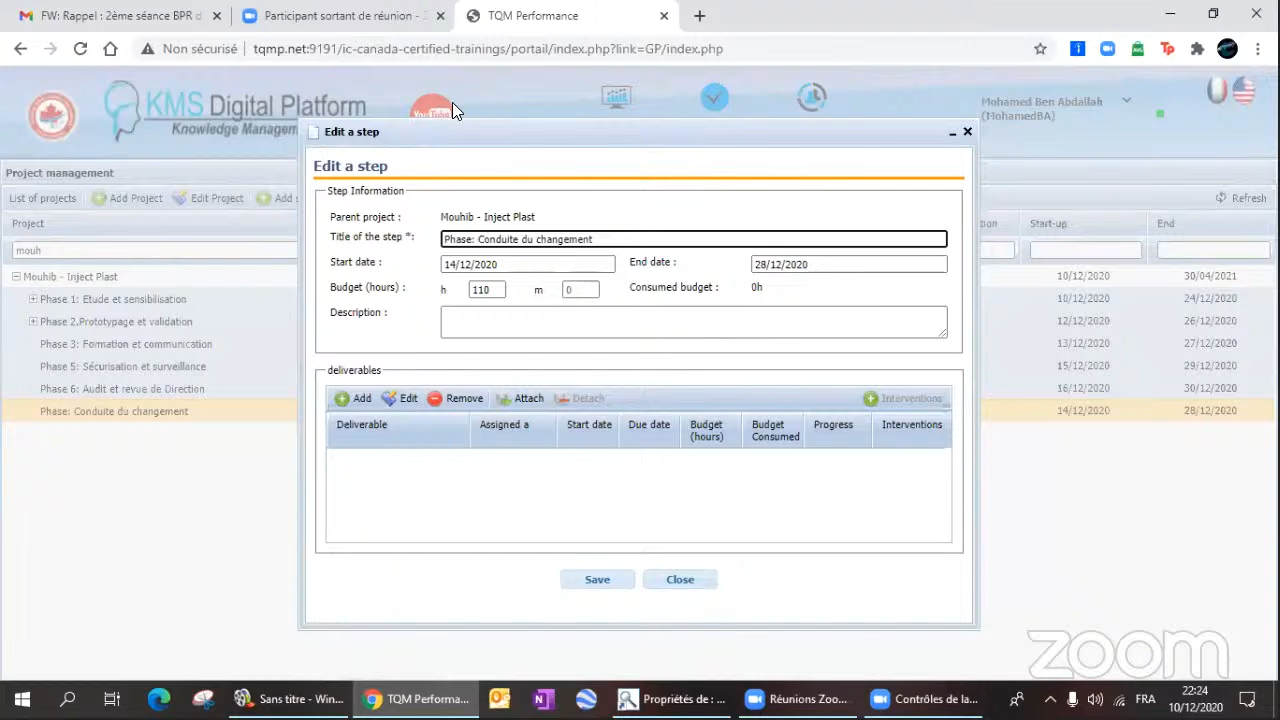 FW: Rappel : 2ème séance BPR d
Participant sortant de réunion -
TQM Performance
Non sécurisé
tqmp.net:9191/ic-canada-certified-trainings/portail/index.php?link=GP/index.php
KMS Digital Platform
Knowledge Managem
YouTube
Mohamed Ben Abdallah
(MohamedBA)
Edit a step
Project management
Edit a step
List of projects
Add Project
Edit Project
Add s
Refresh
Step Information
Parent project :
Mouhib - Inject Plast
Project
Start-up
End
Title of the step *:
Phase: Conduite du changement
mouh
Start date :
14/12/2020
End date :
28/12/2020
Mouhib - Inject Plast
10/12/2020
30/04/2021
Budget (hours) :
h
110
m
0
Consumed budget :
0h
Phase 1: Etude et sensibilisation
10/12/2020
24/12/2020
Description :
Phase 2.Prototypage et validation
12/12/2020
26/12/2020
Phase 3: Formation et communication
13/12/2020
27/12/2020
Phase 5: Sécurisation et surveillance
15/12/2020
29/12/2020
deliverables
Phase 6: Audit et revue de Direction
16/12/2020
30/12/2020
Add
Edit
Remove
Attach
Detach
Interventions
Phase: Conduite du changement
14/12/2020
28/12/2020
Deliverable
Assigned a
Start date
Due date
Budget
(hours)
Budget
Consumed
Progress
Interventions
Save
Close
zoom
Sans titre - Win...
TQM Performa...
Propriétés de : ...
Réunions Zoo...
Contrôles de la...
FRA
22:24
10/12/2020